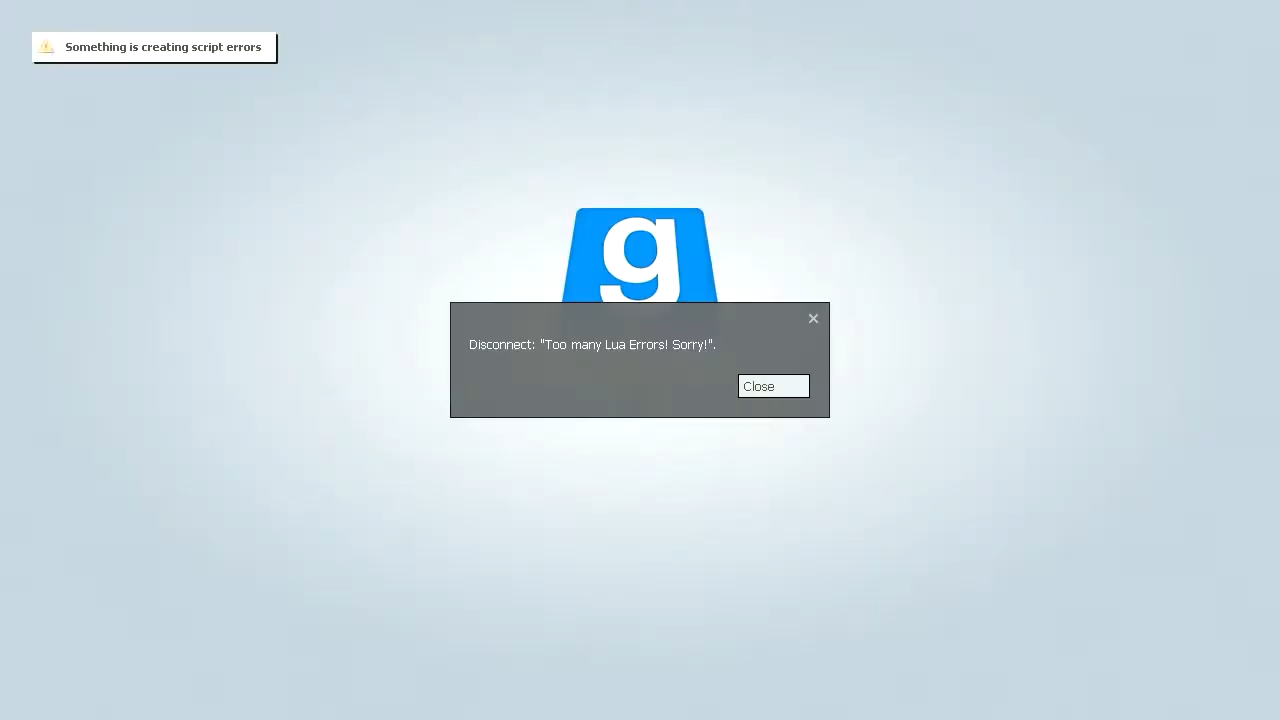 Something is creating script errors
g
Disconnect: "Too many Lua Errors! Sorry!".
Close